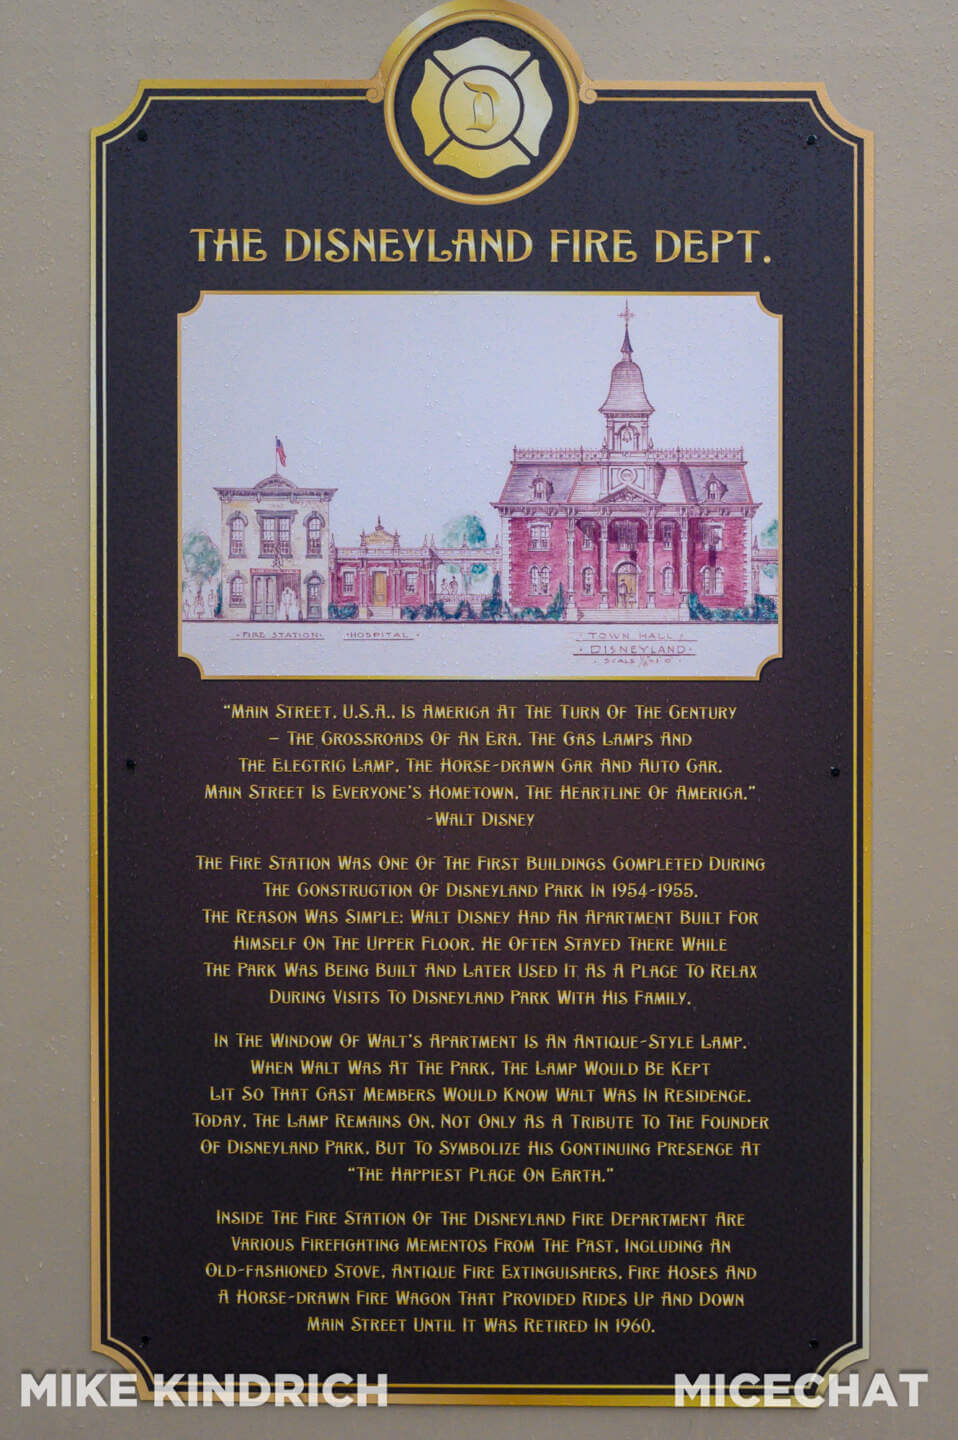 D
THE DISNEYLAND FIRE DEPT.
· FIRE STATION · · HOSPITAL ·
TOWN HALL
· DISNEYLAND ·
"Main Street, U.S.A., Is America At The Turn Of The Century
– The Crossroads Of An Era. The Gas Lamps And
The Electric Lamp, The Horse-drawn Car And Auto Car.
Main Street Is Everyone's Hometown, The Heartline Of America."
-Walt Disney
The Fire Station Was One Of The First Buildings Completed During
The Construction Of Disneyland Park In 1954-1955.
The Reason Was Simple: Walt Disney Had An Apartment Built For
Himself On The Upper Floor. He Often Stayed There While
The Park Was Being Built And Later Used It As A Place To Relax
During Visits To Disneyland Park With His Family.
In The Window Of Walt's Apartment Is An Antique-Style Lamp.
When Walt Was At The Park, The Lamp Would Be Kept
Lit So That Cast Members Would Know Walt Was In Residence.
Today, The Lamp Remains On, Not Only As A Tribute To The Founder
Of Disneyland Park, But To Symbolize His Continuing Presence At
"The Happiest Place On Earth."
Inside The Fire Station Of The Disneyland Fire Department Are
Various Firefighting Mementos From The Past, Including An
Old-fashioned Stove, Antique Fire Extinguishers, Fire Hoses And
A Horse-drawn Fire Wagon That Provided Rides Up And Down
Main Street Until It Was Retired In 1960.
MIKE KINDRICH MICECHAT